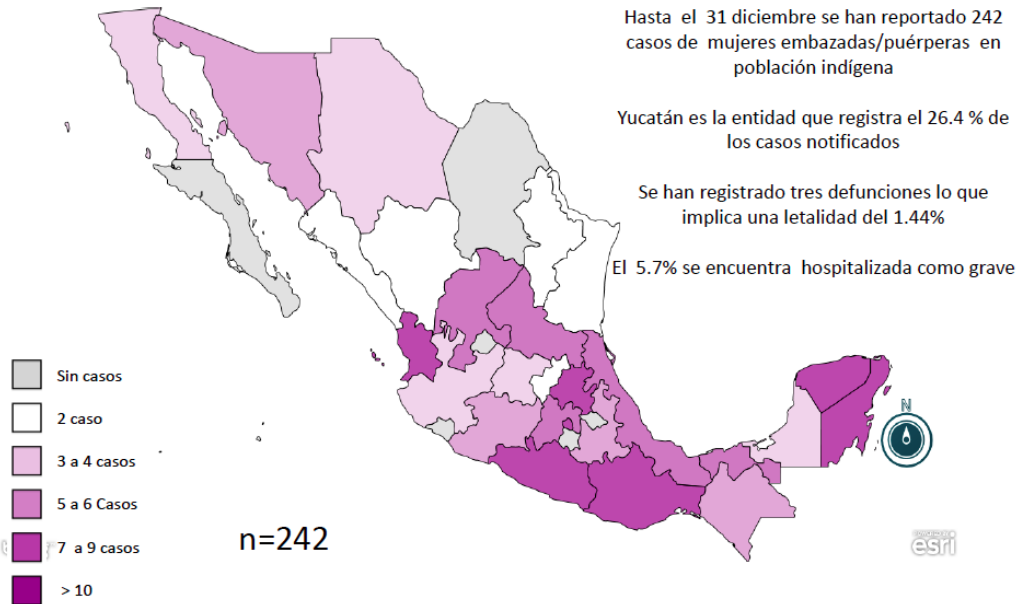 Hasta el 31 diciembre se han reportado 242
casos de mujeres embazadas/puérperas en
población indígena
Yucatán es la entidad que registra el 26.4 % de
los casos notificados
Se han registrado tres defunciones lo que
implica una letalidad del 1.44%
El 5.7% se encuentra hospitalizada como grave
Sin casos
2 caso
3 a 4 casos
5 a 6 Casos
7 a 9 casos
> 10
n=242
N
esri